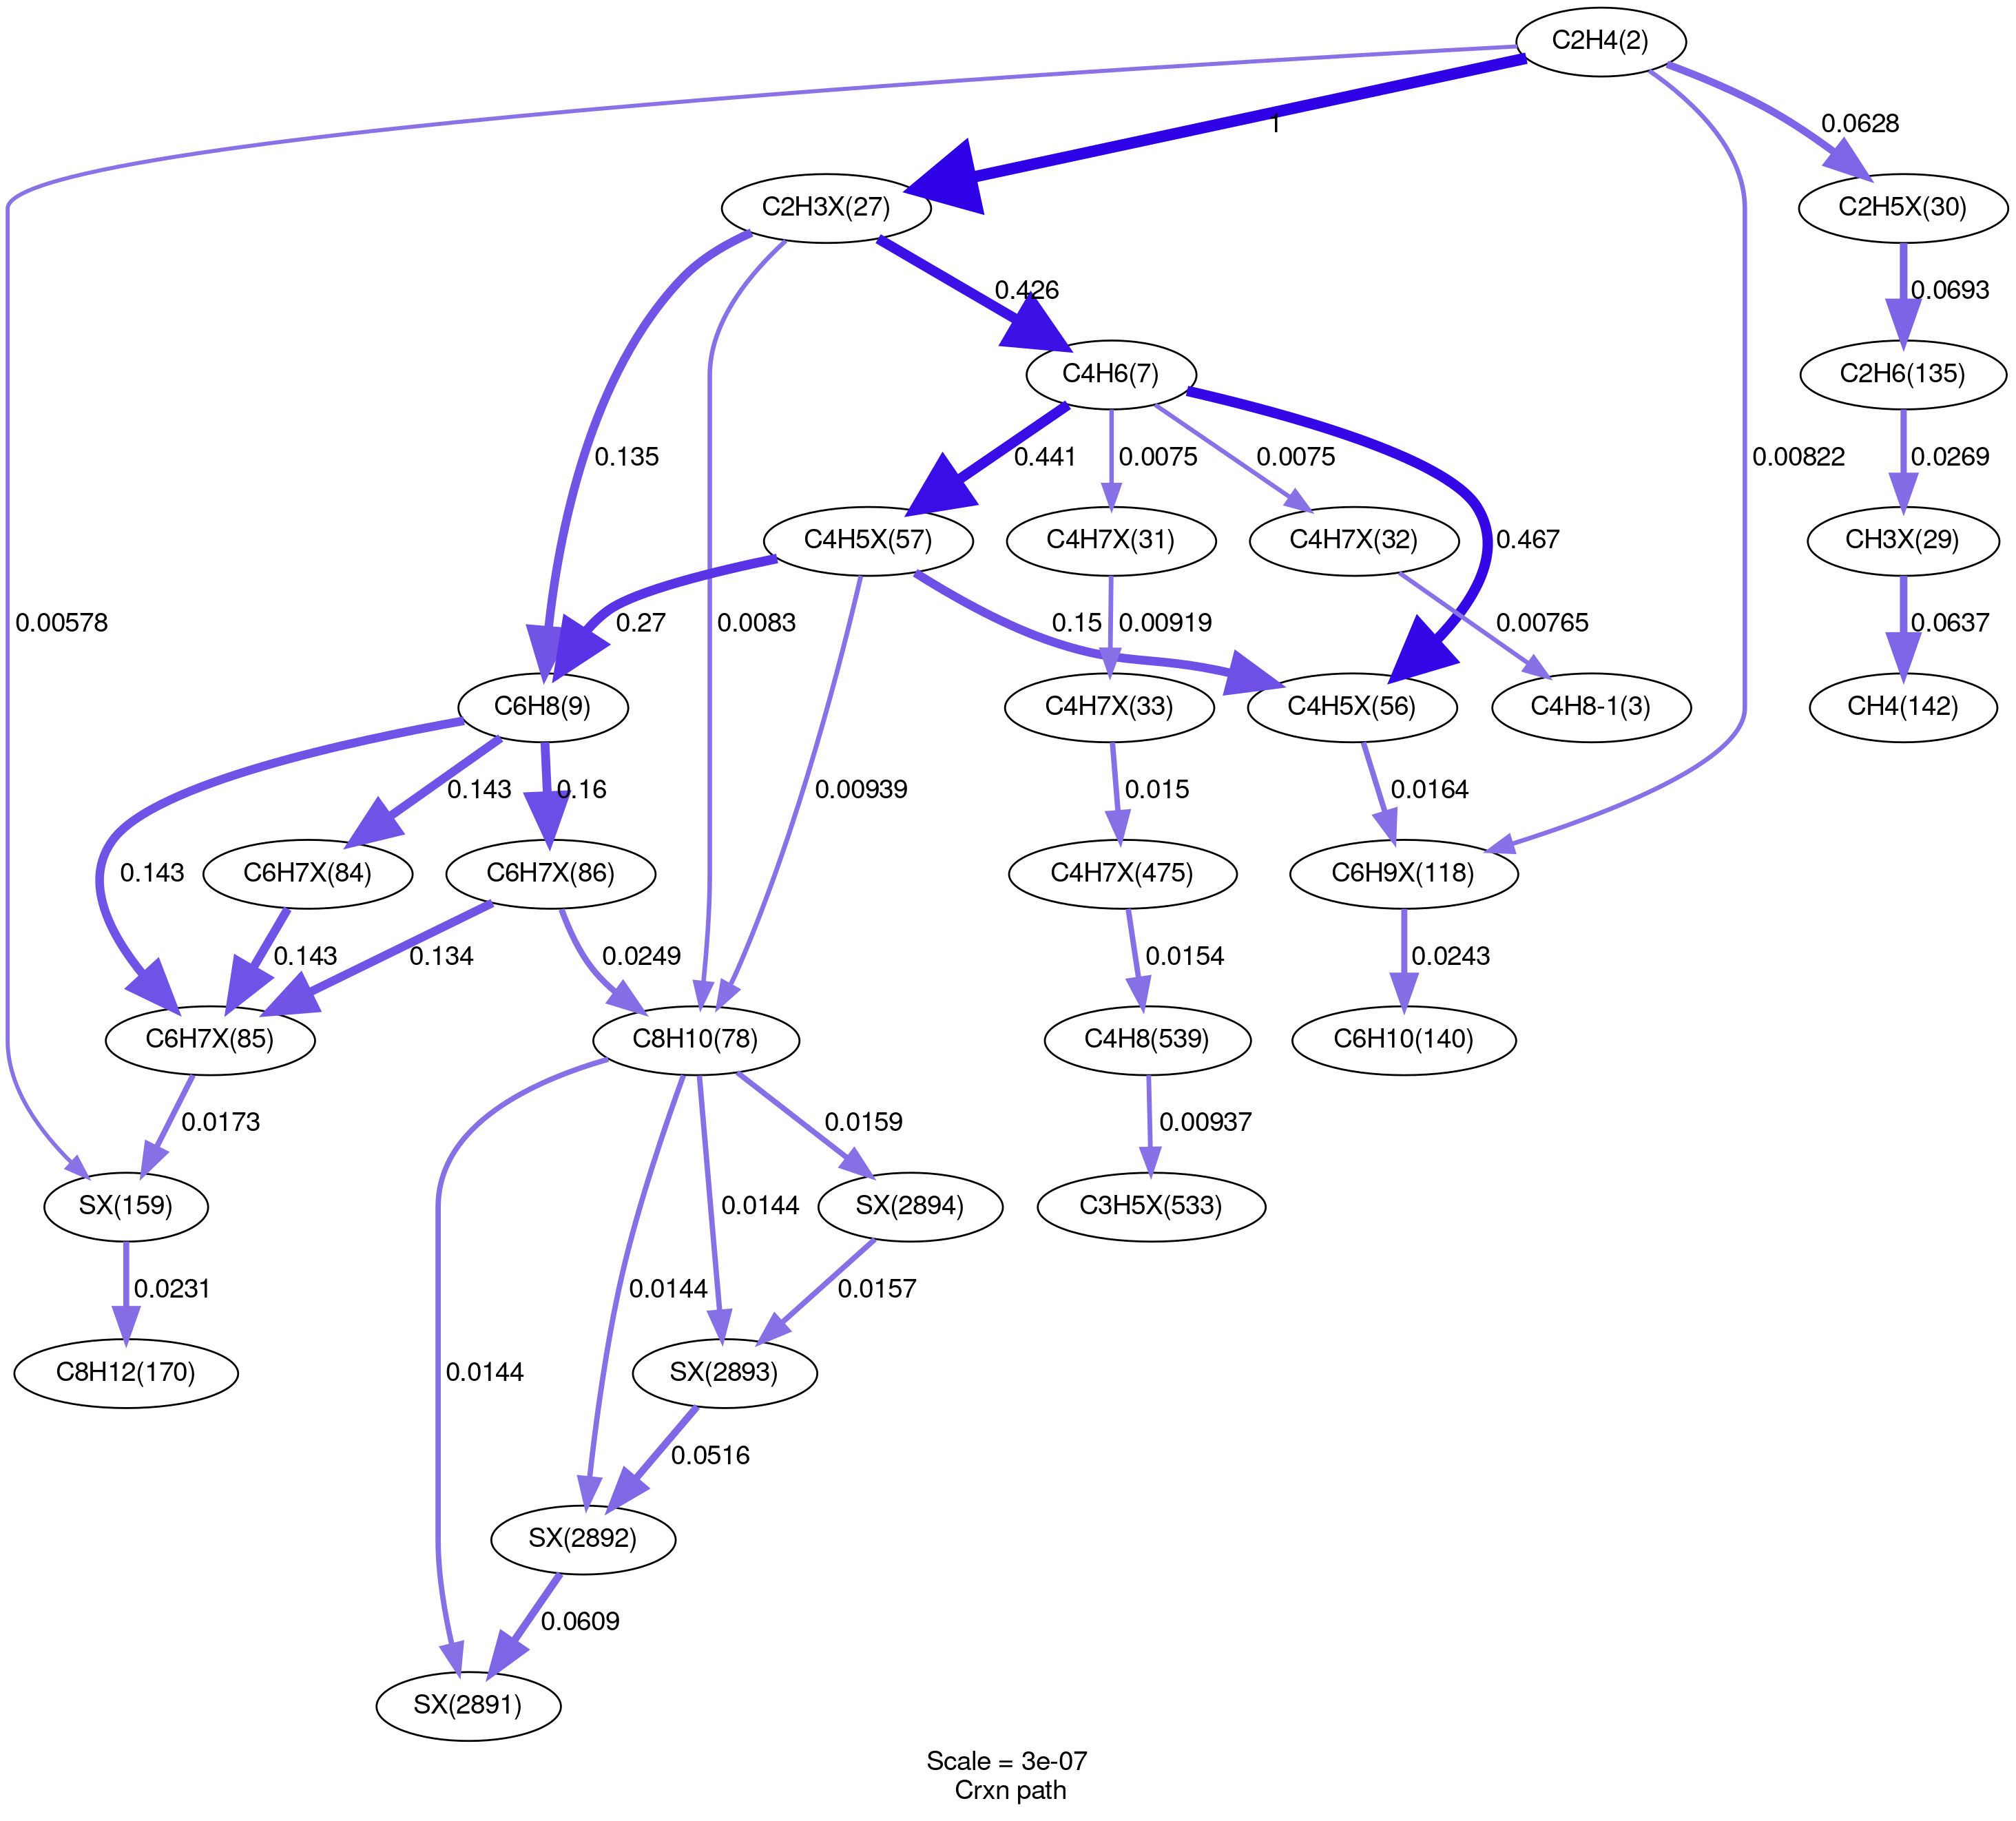 C2H4(2)
1
0.0628
C2H3X(27)
C2H5X(30)
0.426
0.0693
C4H6(7)
C2H6(135)
0.135
0.441
0.0075
0.0075
0.00822
0.0269
C4H5X(57)
C4H7X(31)
C4H7X(32)
0.467
CH3X(29)
0.00578
0.27
0.0083
0.15
0.00919
0.00765
0.0637
C6H8(9)
C4H7X(33)
C4H5X(56)
C4H8-1(3)
CH4(142)
0.143
0.16
0.00939
0.015
0.0164
0.143
C6H7X(84)
C6H7X(86)
C4H7X(475)
C6H9X(118)
0.143
0.134
0.0249
0.0154
0.0243
C6H7X(85)
C8H10(78)
C4H8(539)
C6H10(140)
0.0173
0.0159
0.00937
SX(159)
0.0144
SX(2894)
C3H5X(533)
0.0231
0.0144
0.0157
C8H12(170)
0.0144
SX(2893)
0.0516
SX(2892)
0.0609
SX(2891)
Scale = 3e-07
Crxn path